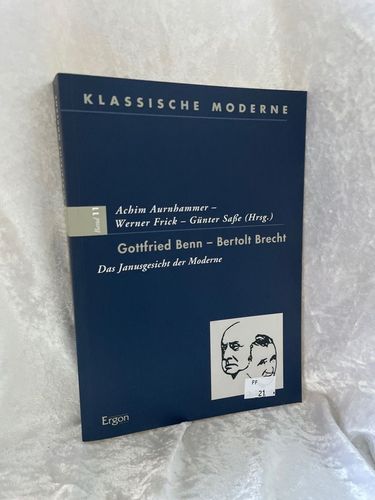 KLASSISCHE MODERNE
Band 11
Achim Aurnhammer –
Werner Frick – Günter Saße (Hrsg.)
Gottfried Benn – Bertolt Brecht
Das Janusgesicht der Moderne
PF
21
Ergon